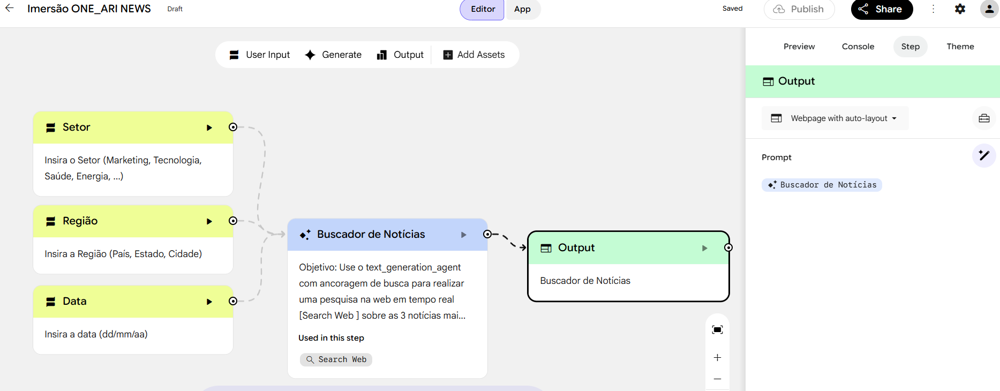 Imersão ONE_ARI NEWS
Draft
Editor
App
Saved
Publish
Share
User Input
Generate
Output
Add Assets
Preview
Console
Step
Theme
Output
Webpage with auto-layout
Prompt
Buscador de Notícias
Setor
Insira o Setor (Marketing, Tecnologia,
Saúde, Energia, ...)
Região
Insira a Região (País, Estado, Cidade)
Data
Insira a data (dd/mm/aa)
Buscador de Notícias
Objetivo: Use o text_generation_agent
com ancoragem de busca para realizar
uma pesquisa na web em tempo real
[Search Web ] sobre as 3 notícias mai...
Used in this step
Search Web
Output
Buscador de Notícias